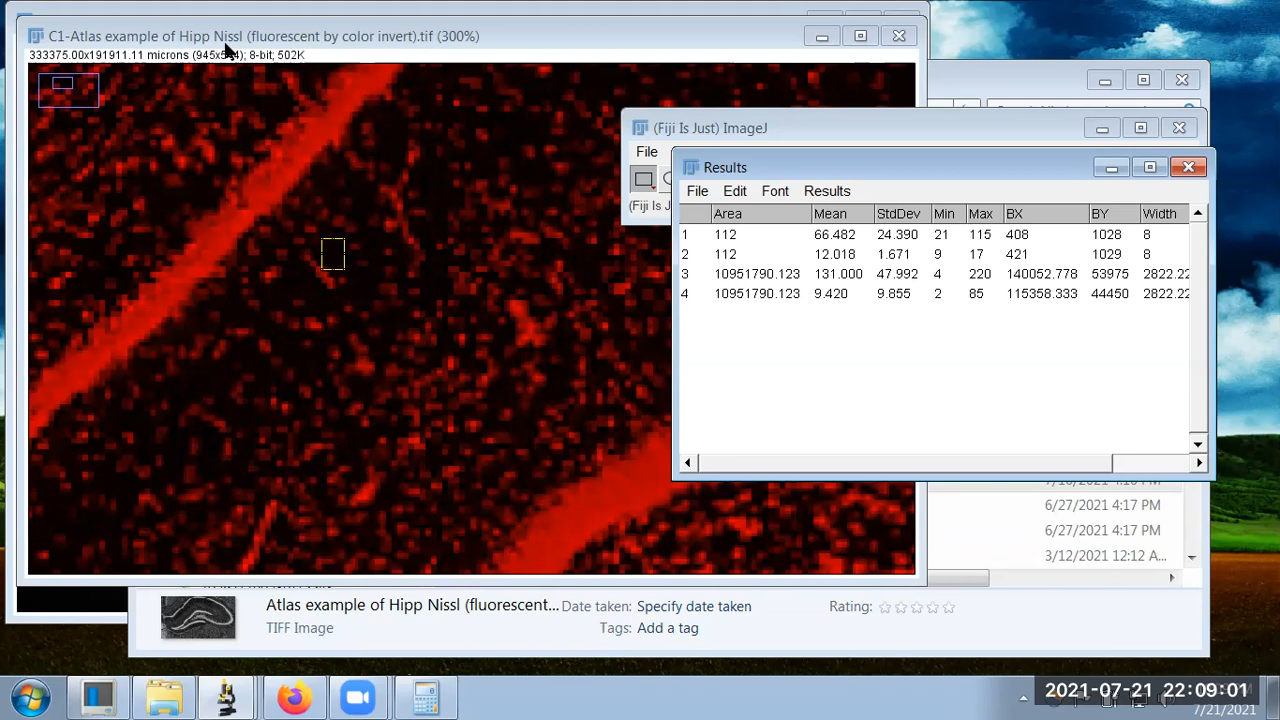 C1-Atlas example of Hipp Nissl (fluorescent by color invert).tif (300%)
333375.00x191911.11 microns (945x544); 8-bit; 502K
(Fiji Is Just) ImageJ
File
(Fiji Is J
Results
File Edit Font Results
Area Mean StdDev Min Max BX BY Width
1 112 66.482 24.390 21 115 408 1028 8
2 112 12.018 1.671 9 17 421 1029 8
3 10951790.123 131.000 47.992 4 220 140052.778 53975 2822.22
4 10951790.123 9.420 9.855 2 85 115358.333 44450 2822.22
6/27/2021 4:17 PM
6/27/2021 4:17 PM
3/12/2021 12:12 A...
Atlas example of Hipp Nissl (fluorescent... Date taken: Specify date taken Rating:
TIFF Image Tags: Add a tag
2021-07-21 22:09:01
7/21/2021